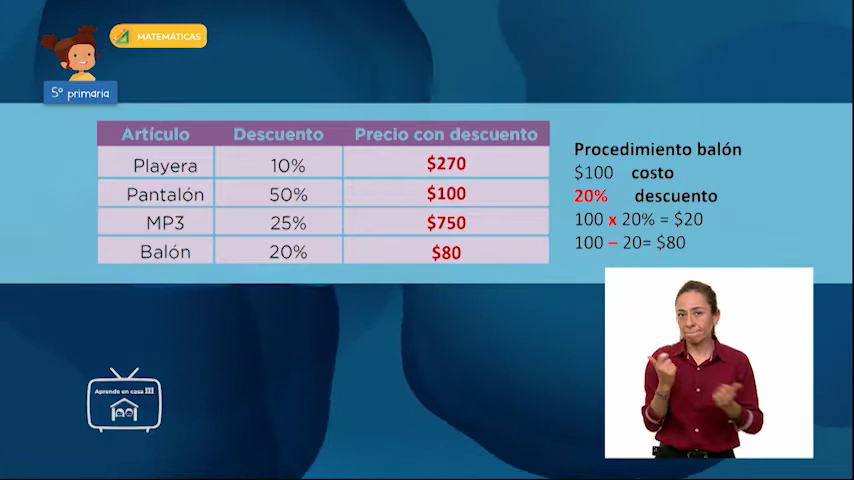 MATEMÁTICAS
5° primaria
Artículo Descuento Precio con descuento
Playera 10% $270
Pantalón 50% $100
MP3 25% $750
Balón 20% $80
Procedimiento balón
$100 costo
20% descuento
100 x 20% = $20
100 – 20= $80
Aprende en casa III